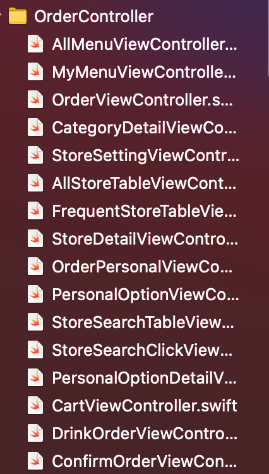 OrderController
AllMenuViewController...
MyMenuViewControlle...
OrderViewController.s...
CategoryDetailViewCo...
StoreSettingViewContr...
AllStoreTableViewCont...
FrequentStoreTableVie...
StoreDetailViewContro...
OrderPersonalViewCo...
PersonalOptionViewCo...
StoreSearchTableView...
StoreSearchClickView...
PersonalOptionDetailV...
CartViewController.swift
DrinkOrderViewContro...
ConfirmOrderViewCon...